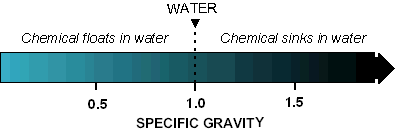 WATER
Chemical floats in water Chemical sinks in water
0.5 1.0 1.5
SPECIFIC GRAVITY